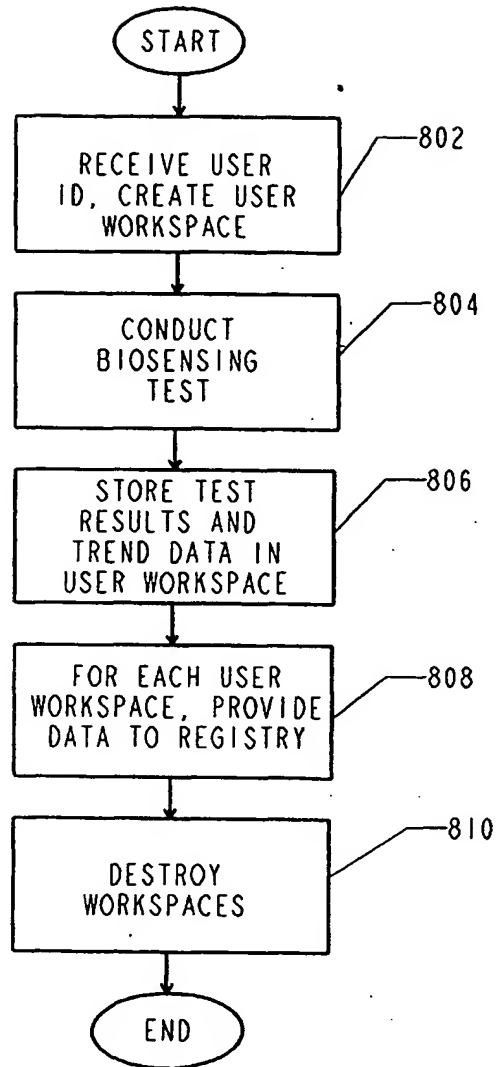 START
RECEIVE USER
ID, CREATE USER
WORKSPACE
802
CONDUCT
BIOSENSING
TEST
804
STORE TEST
RESULTS AND
TREND DATA IN
USER WORKSPACE
806
FOR EACH USER
WORKSPACE, PROVIDE
DATA TO REGISTRY
808
DESTROY
WORKSPACES
810
END